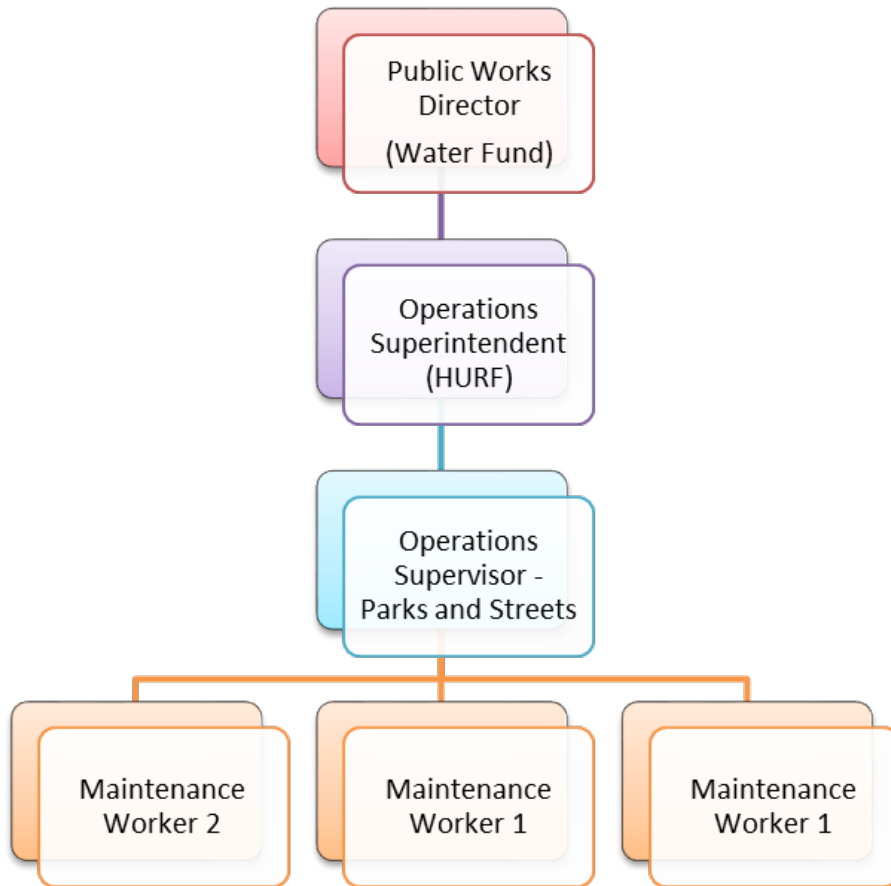 Public Works
Director
(Water Fund)
Operations
Superintendent
(HURF)
Operations
Supervisor -
Parks and Streets
Maintenance
Worker 2
Maintenance
Worker 1
Maintenance
Worker 1